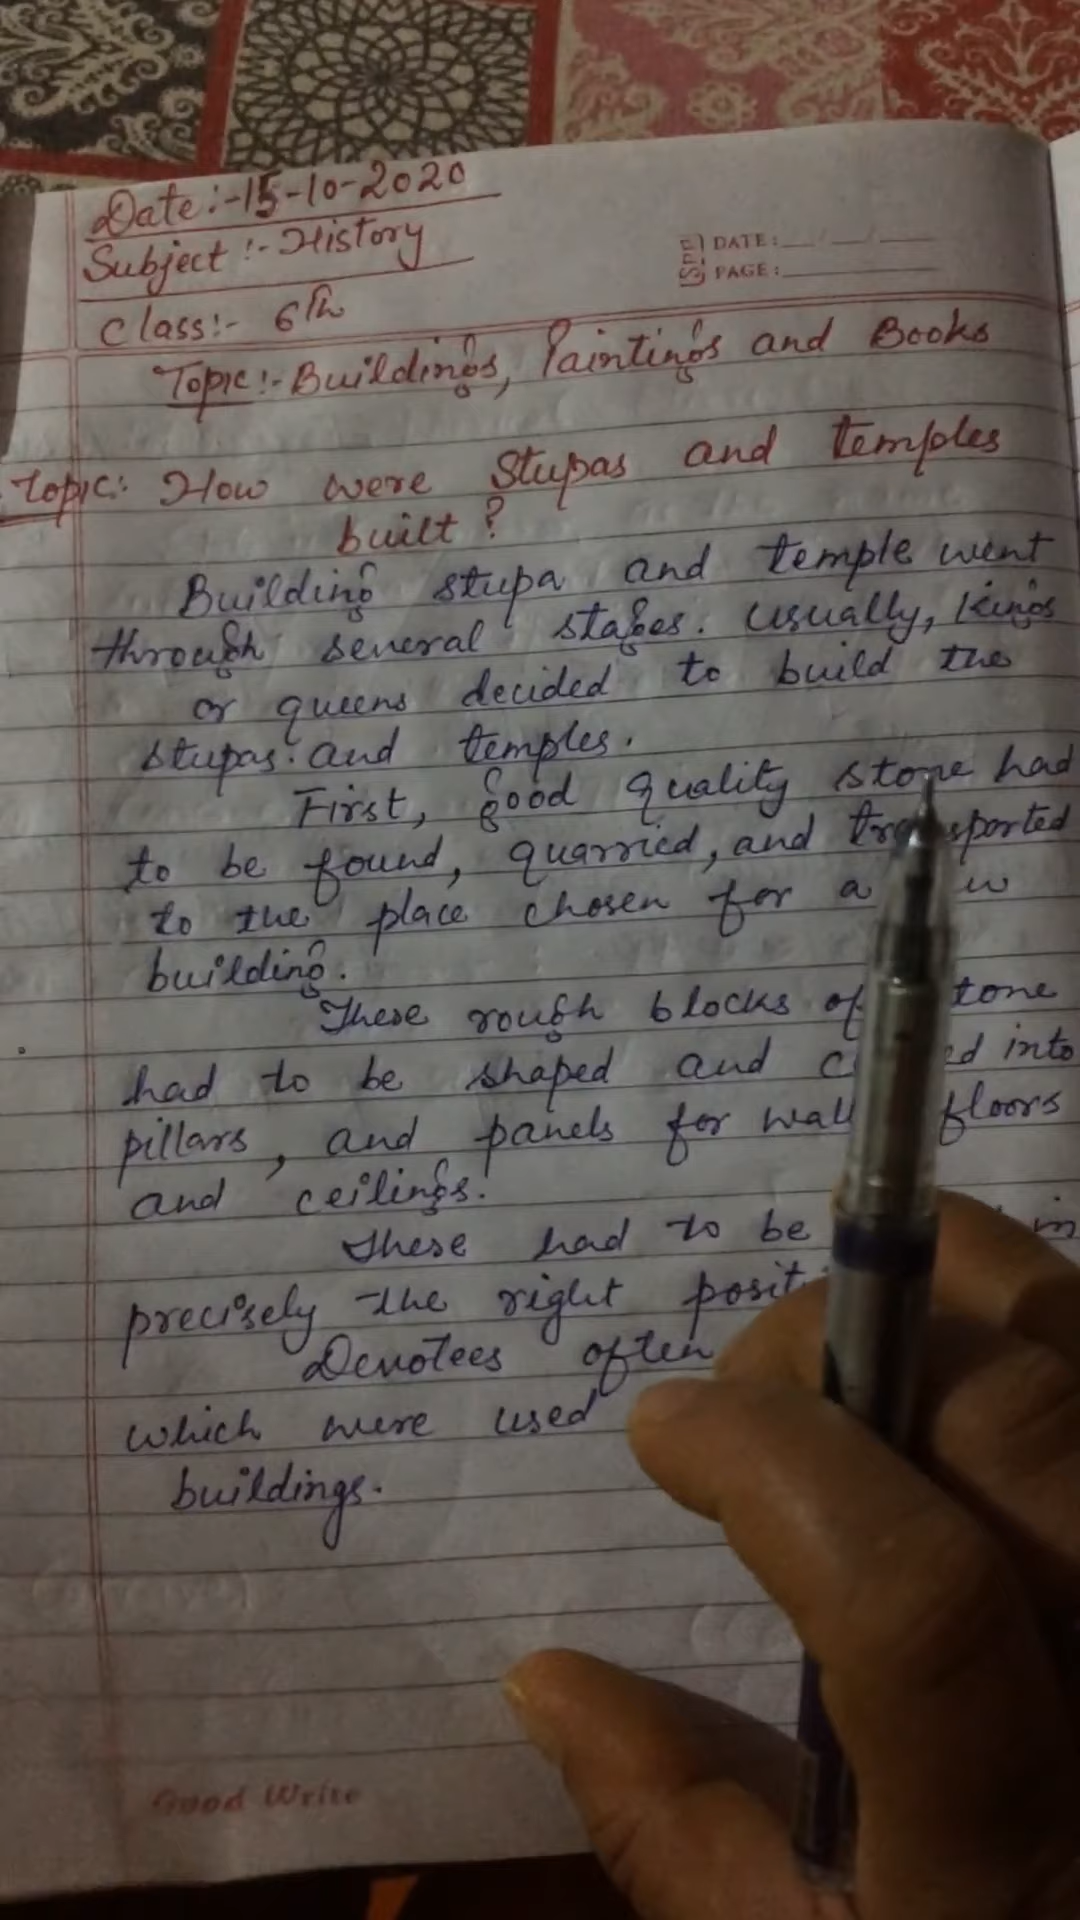 Date:-15-10-2020
Subject:- History
DATE:
PAGE:
Class:- 6th
Topic:- Buildings, Paintings and Books
Topic: How were Stupas and temples
built?
Building stupa and temple went
through several stages. Usually, kings
or queens decided to build the
stupas and temples.
First, good quality stone had
to be found, quarried, and transported
to the place chosen for a
building.
These rough blocks of
had to be shaped and into
pillars, and panels for floors
and ceilings.
These had to be in
precisely the right
Devotees often
which were used
buildings.
Good Write